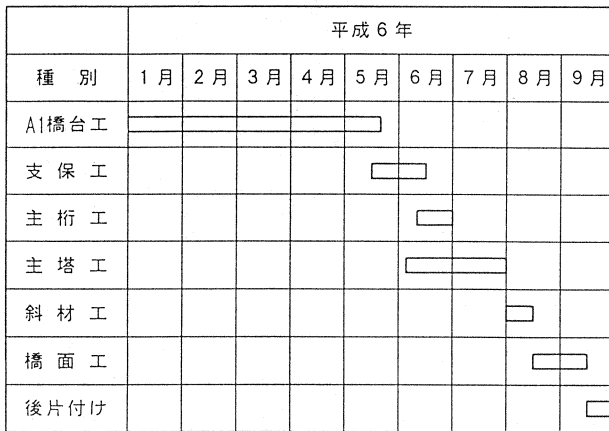 平成6年
種別 1月 2月 3月 4月 5月 6月 7月 8月 9月
A1橋台工
支保工
主桁工
主塔工
斜材工
橋面工
後片付け